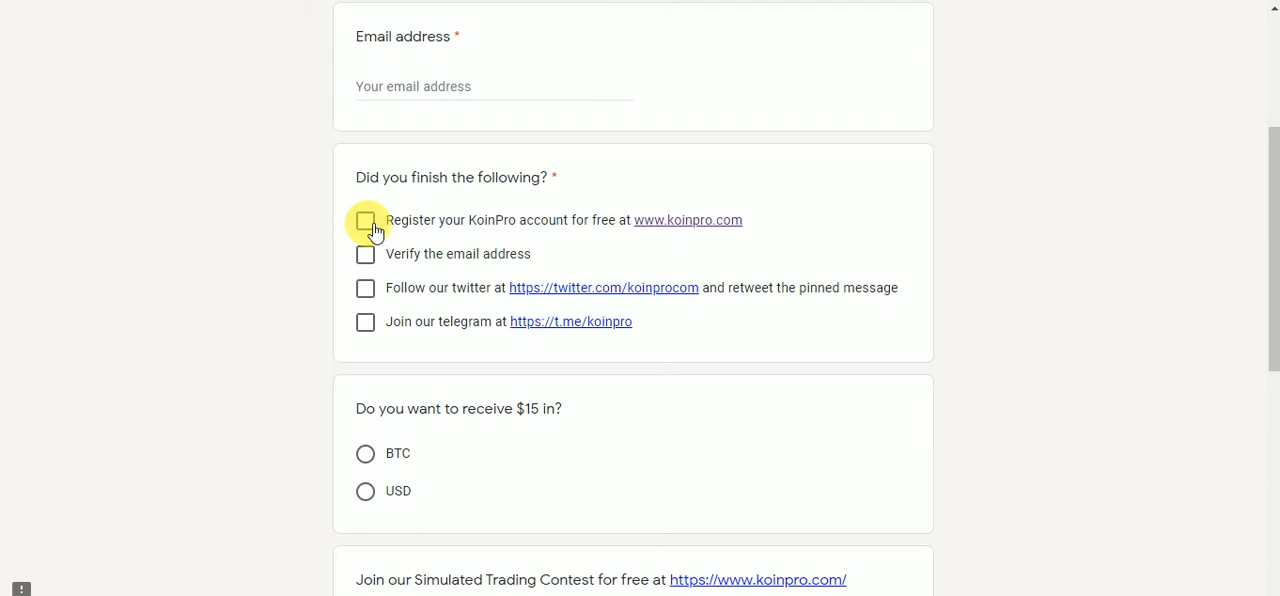 Email address *
Your email address
Did you finish the following? *
Register your KoinPro account for free at www.koinpro.com
Verify the email address
Follow our twitter at https://twitter.com/koinprocom and retweet the pinned message
Join our telegram at https://t.me/koinpro
Do you want to receive $15 in?
BTC
USD
Join our Simulated Trading Contest for free at https://www.koinpro.com/